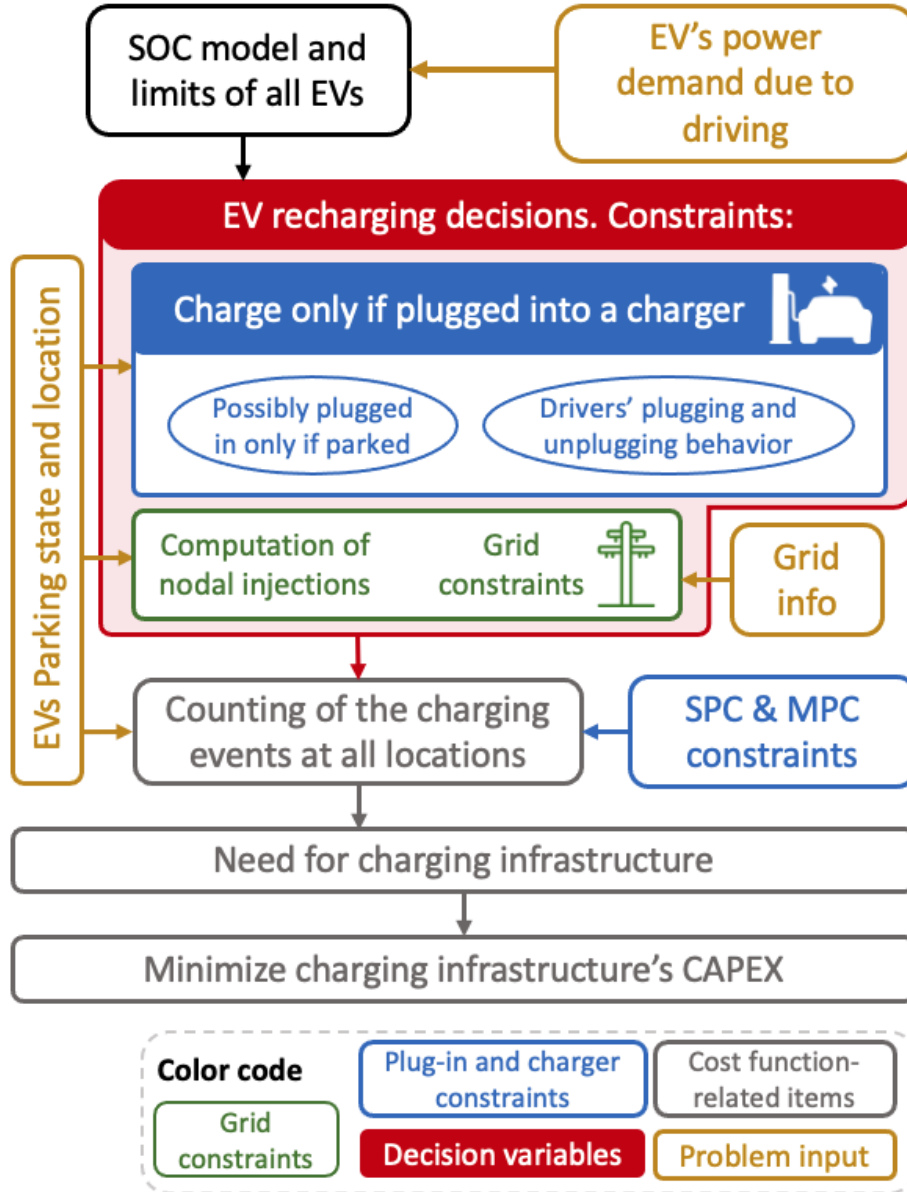 SOC model and
limits of all EVs
EV's power
demand due to
driving
EV recharging decisions. Constraints:
EVs Parking state and location
Charge only if plugged into a charger
Possibly plugged
in only if parked
Drivers' plugging and
unplugging behavior
Computation of
nodal injections
Grid
constraints
Grid
info
Counting of the charging
events at all locations
SPC & MPC
constraints
Need for charging infrastructure
Minimize charging infrastructure's CAPEX
Color code
Plug-in and charger
constraints
Cost function-
related items
Grid
constraints
Decision variables
Problem input